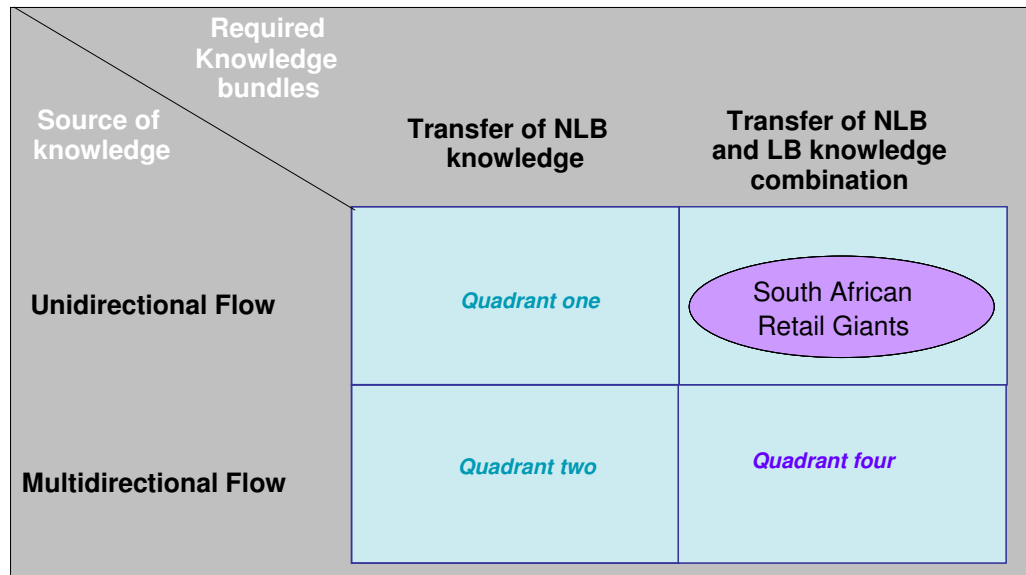 Required
Knowledge
bundles
Source of
knowledge
Transfer of NLB
knowledge
Transfer of NLB
and LB knowledge
combination
Unidirectional Flow
Quadrant one
South African
Retail Giants
Multidirectional Flow
Quadrant two
Quadrant four